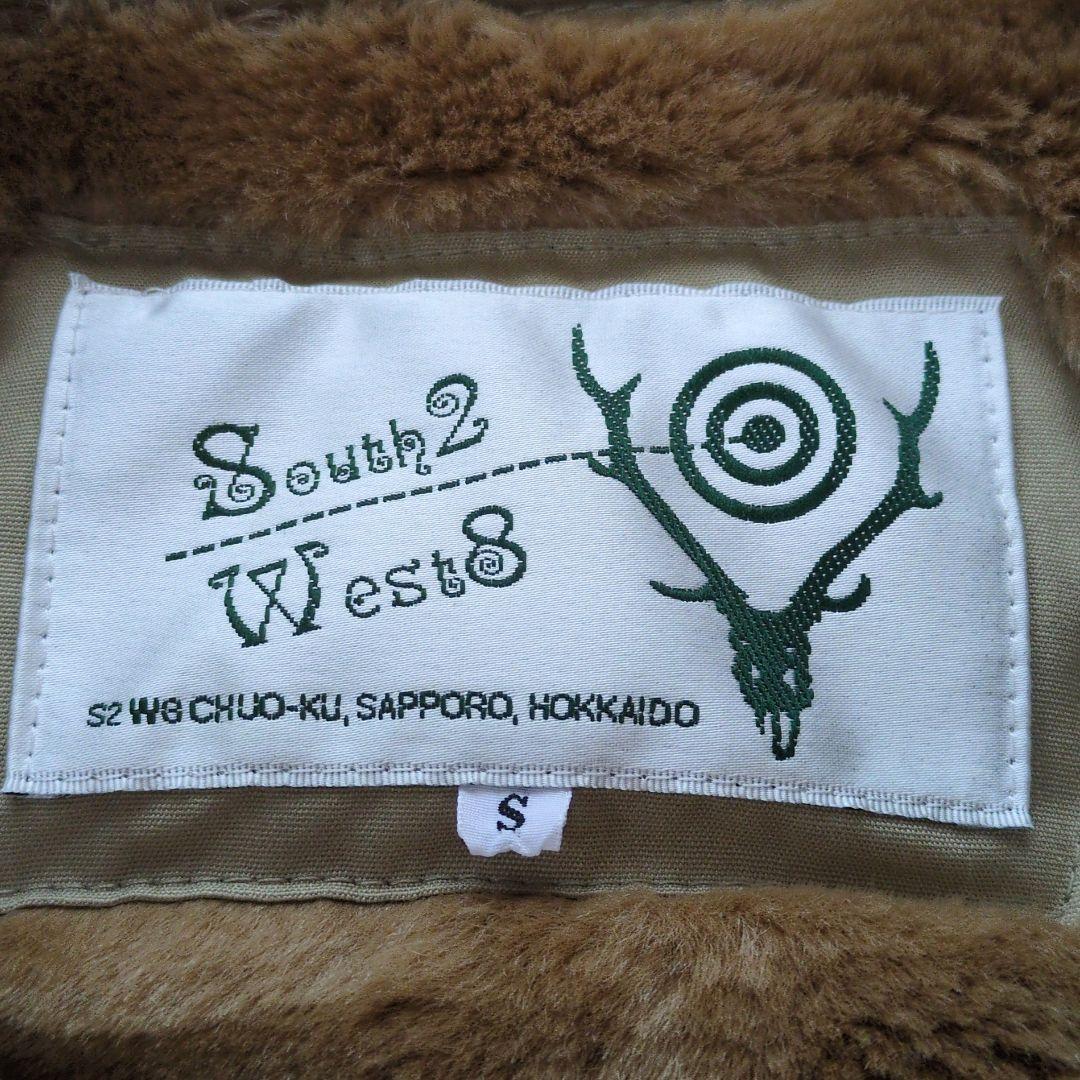 South2
West8
S2 W8 CHUO-KU, SAPPORO, HOKKAIDO
S